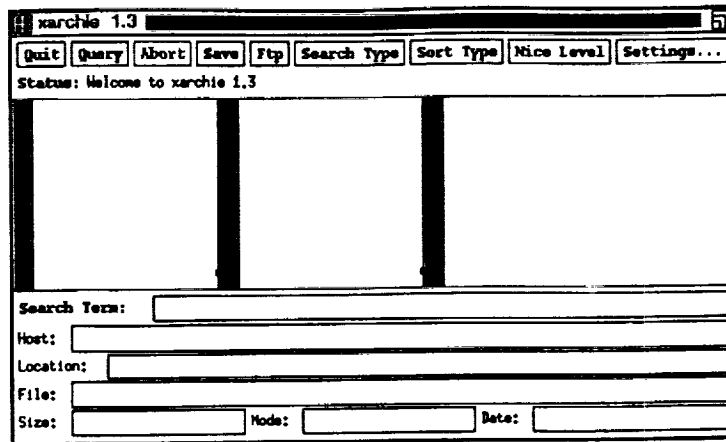 xarchie 1.3
Quit Query Abort Save Ftp Search Type Sort Type Nice Level Settings...
Status: Welcome to xarchie 1.3
Search Term:
Host:
Location:
File:
Size: Mode: Date: